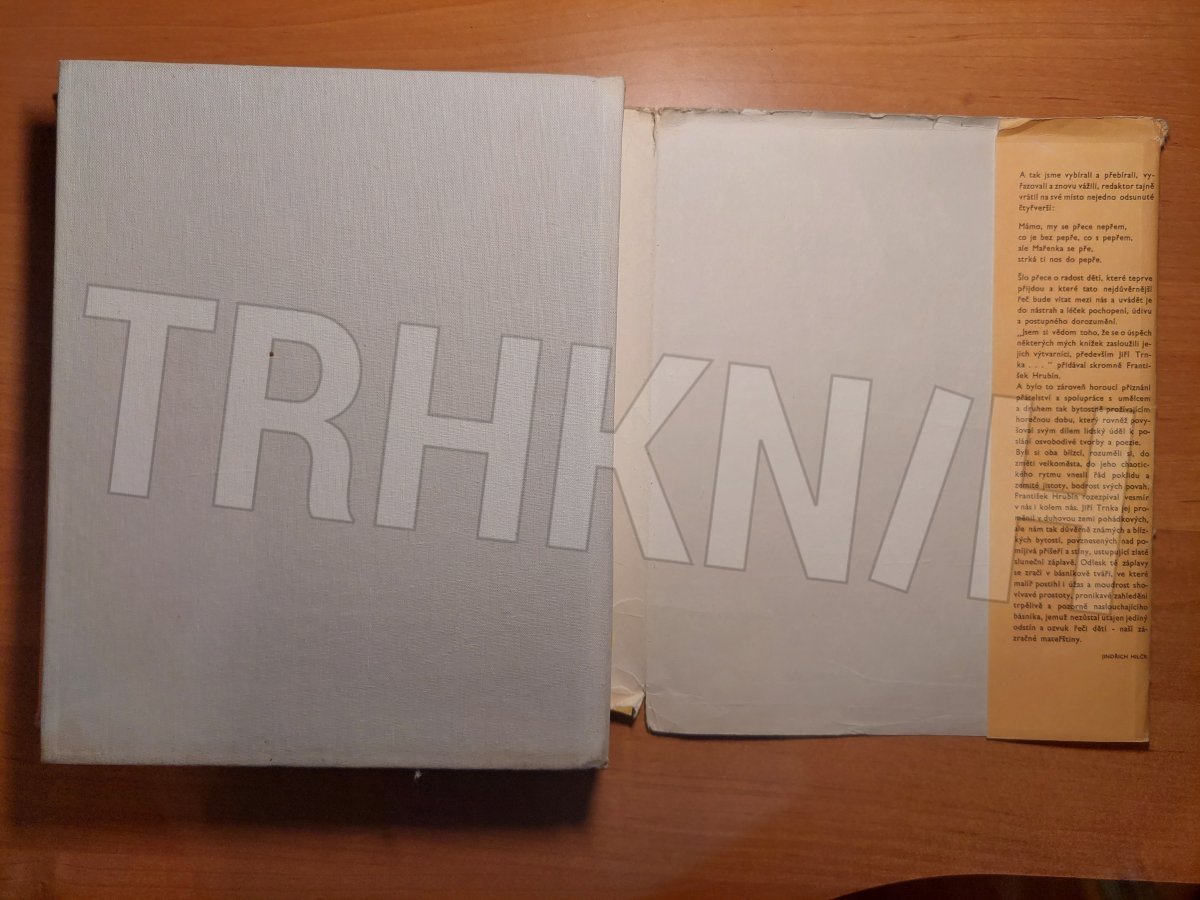 TRHKNIH
A tak jsme vybírali a přebírali, vy-
řazovali a znovu vážili, redaktor tajně
vrátil na své místo nejedno odsunuté
čtyřverší:
Mámo, my se přece nepřem,
co je bez pepře, co s pepřem,
ale Mařenka se pře,
strká ti nos do pepře.
Šlo přece o radost dětí, které teprve
přijdou a které tato nejdůvěrnější
řeč bude vítat mezi nás a uvádět je
do nástrah a léček pochopení, údivu
a postupného dorozumění.
„Jsem si vědom toho, že se o úspěch
některých mých knížek zasloužili je-
jich výtvarníci, především Jiří Trn-
ka . . . “ přidával skromně Franti-
šek Hrubín.
A bylo to zároveň horoucí přiznání
přátelství a spolupráce s umělcem
a druhem tak bytostně prožívajícím
horečnou dobu, který rovněž povy-
šoval svým dílem lidský úděl k po-
slání osvobodivé tvorby a poezie.
Byli si oba blízcí, rozuměli si, do
změti velkoměsta, do jeho chaotic-
kého rytmu vnesli řád poklidu a
zemité jistoty, bodrost svých povah.
František Hrubín rozezpíval vesmír
v nás i kolem nás. Jiří Trnka jej pro-
měnil v duhovou zemi pohádkových,
ale nám tak důvěrně známých a blíz-
kých bytostí, povznesených nad po-
míjivá příšeří a stíny, ustupující zlaté
sluneční záplavě. Odlesk té záplavy
se zračí v básníkově tváři, ve které
malíř postihl i úžas a moudrost sho-
vívavé prostoty, pronikavé zahledění
trpělivě a pozorně naslouchajícího
básníka, jemuž nezůstal utajen jediný
odstín a ozvuk řeči dětí - naší zá-
zračné mateřštiny.
JINDŘICH HILČR